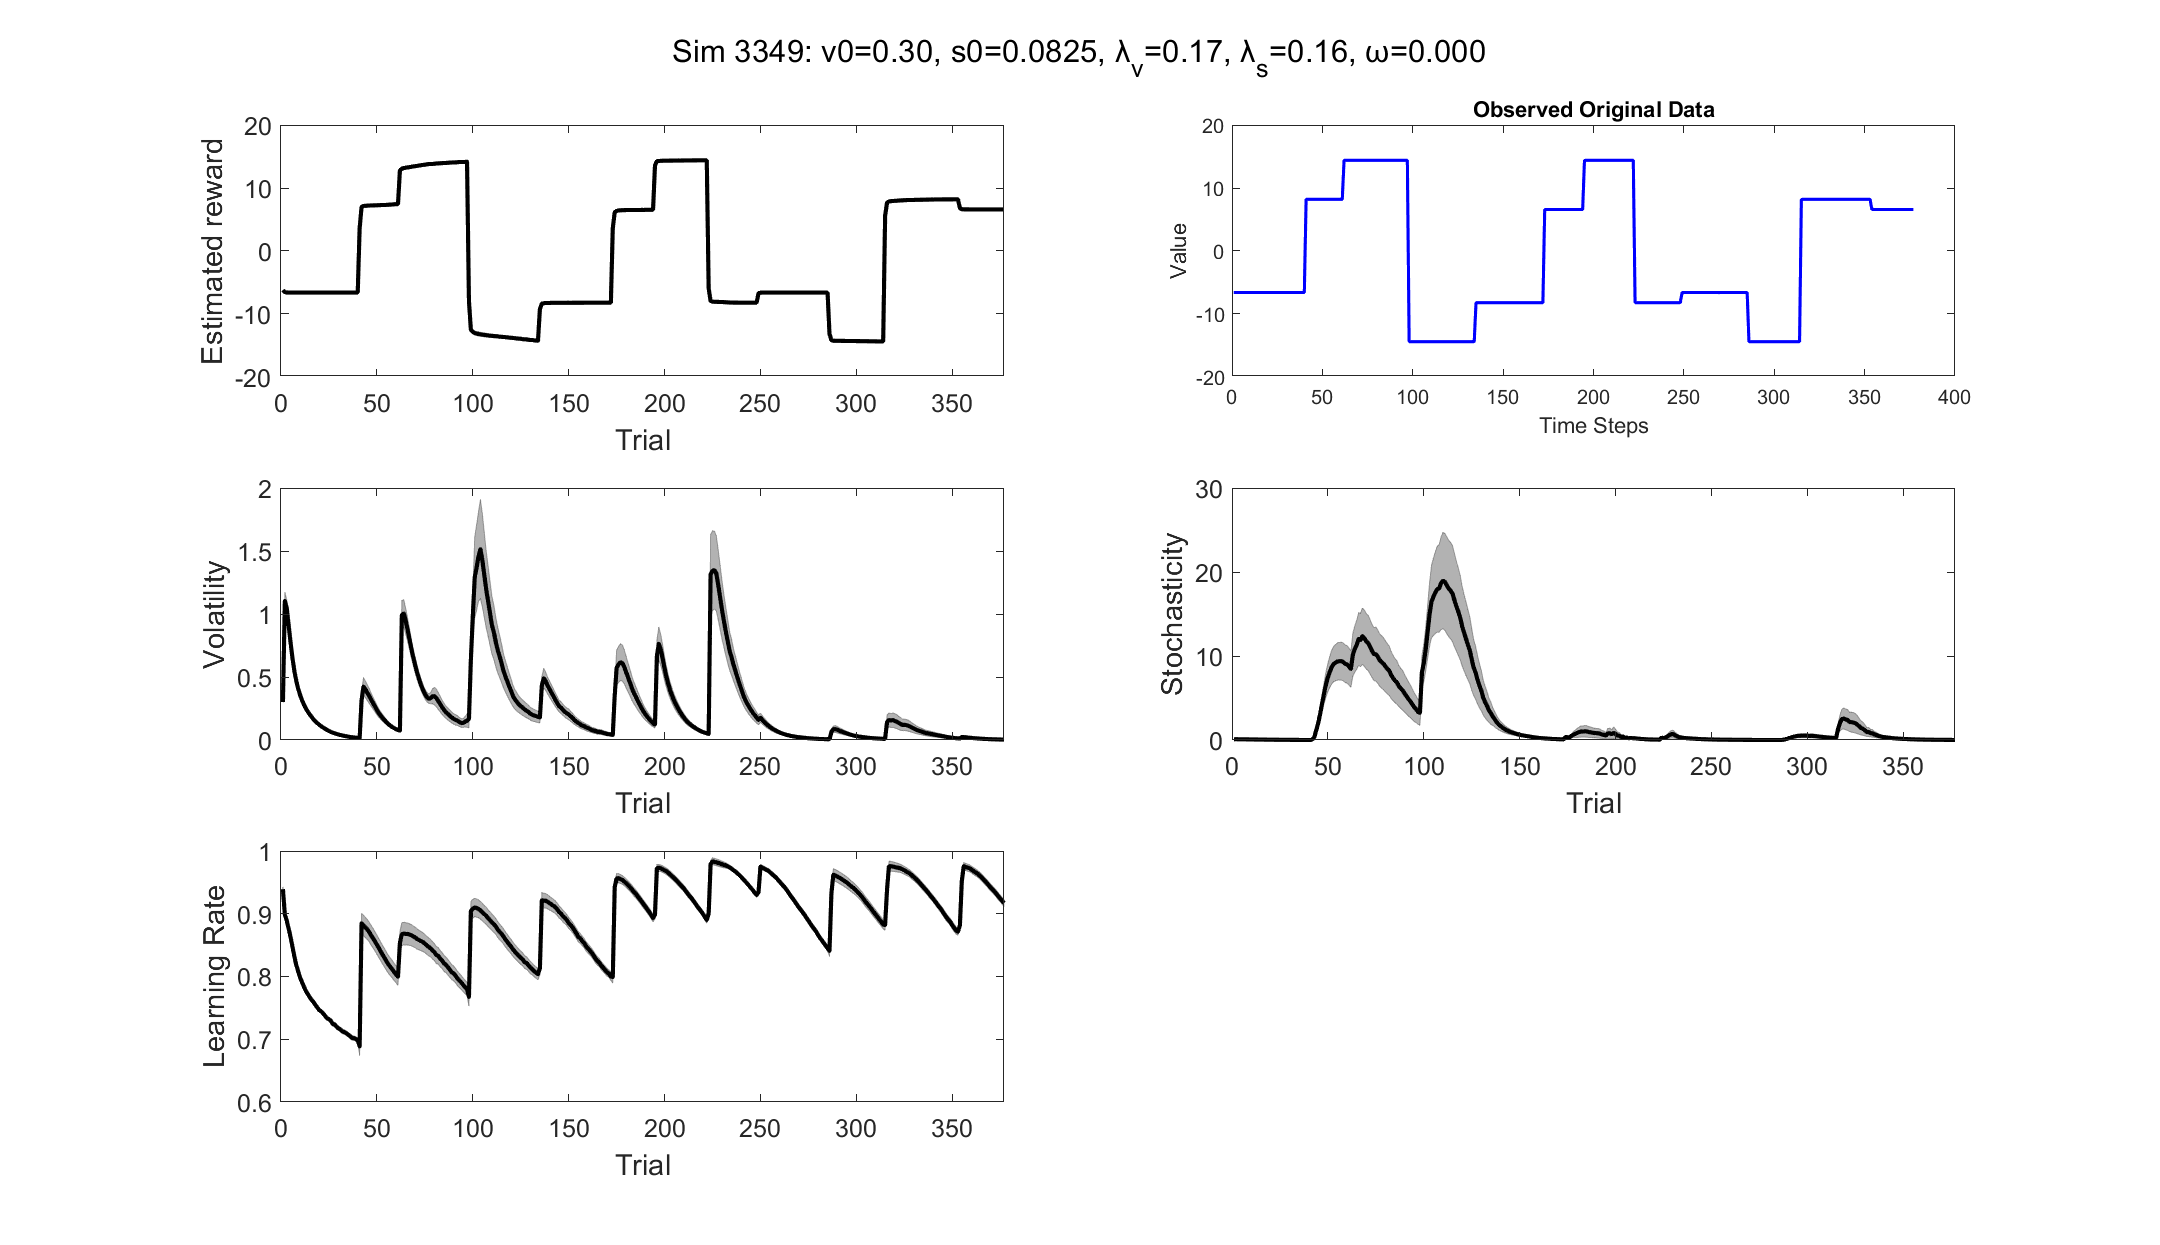 Sim 3349: v0=0.30, s0=0.0825, λ_v=0.17, λ_s=0.16, ω=0.000
Estimated reward
20
10
0
-10
-20
0 50 100 150 200 250 300 350
Trial
Observed Original Data
Value
20
10
0
-10
-20
0 50 100 150 200 250 300 350 400
Time Steps
Volatility
2
1.5
1
0.5
0
0 50 100 150 200 250 300 350
Trial
Stochasticity
30
20
10
0
0 50 100 150 200 250 300 350
Trial
Learning Rate
1
0.9
0.8
0.7
0.6
0 50 100 150 200 250 300 350
Trial